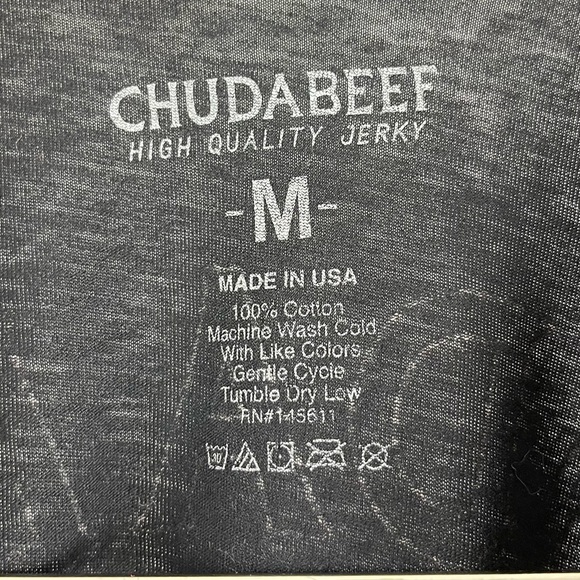 CHUDABEEF
HIGH QUALITY JERKY
-M-
MADE IN USA
100% Cotton
Machine Wash Cold
With Like Colors
Gentle Cycle
Tumble Dry Low
RN#145611
30